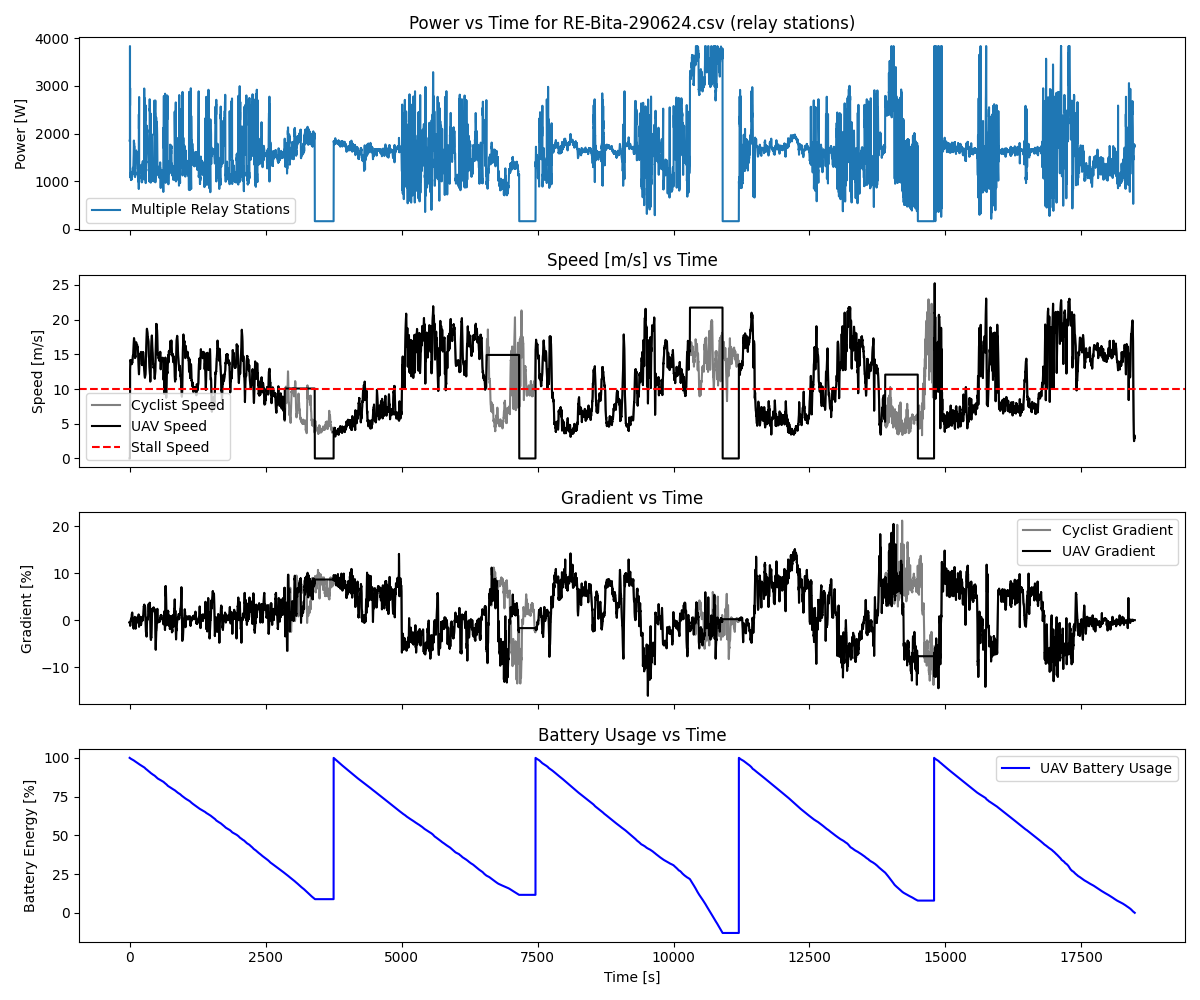 Power vs Time for RE-Bita-290624.csv (relay stations)
4000
3000
2000
1000
0
Power [W]
Multiple Relay Stations
Speed [m/s] vs Time
25
20
15
10
5
0
Speed [m/s]
Cyclist Speed
UAV Speed
Stall Speed
Gradient vs Time
20
10
0
−10
Gradient [%]
Cyclist Gradient
UAV Gradient
Battery Usage vs Time
100
75
50
25
0
Battery Energy [%]
UAV Battery Usage
0 2500 5000 7500 10000 12500 15000 17500
Time [s]